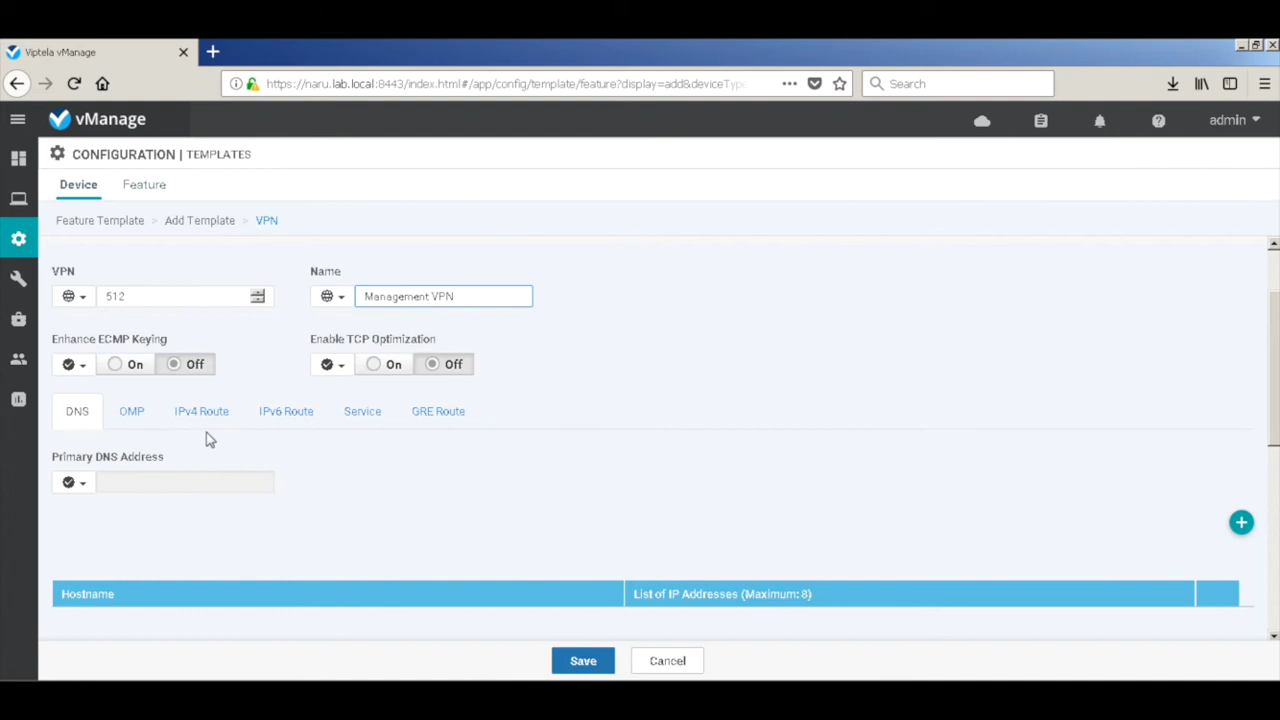 Viptela vManage
https://naru.lab.local:8443/index.html#/app/config/template/feature?display=add&deviceType
Search
vManage
admin
CONFIGURATION | TEMPLATES
Device Feature
Feature Template > Add Template > VPN
VPN Name
512 Management VPN
Enhance ECMP Keying Enable TCP Optimization
On Off On Off
DNS OMP IPv4 Route IPv6 Route Service GRE Route
Primary DNS Address
Hostname List of IP Addresses (Maximum: 8)
Save Cancel